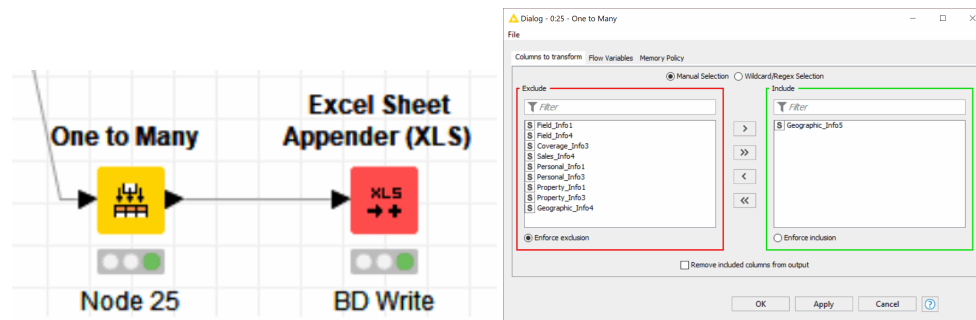 One to Many
Excel Sheet
Appender (XLS)
XLS
Node 25
BD Write
Dialog - 0:25 - One to Many
File
Columns to transform Flow Variables Memory Policy
Manual Selection Wildcard/Regex Selection
Exclude
Filter
S Field_Info1
S Field_Info4
S Coverage_Info3
S Sales_Info4
S Personal_Info1
S Personal_Info3
S Property_Info1
S Property_Info3
S Geographic_Info4
Enforce exclusion
Include
Filter
S Geographic_Info5
Enforce inclusion
Remove included columns from output
OK Apply Cancel ?